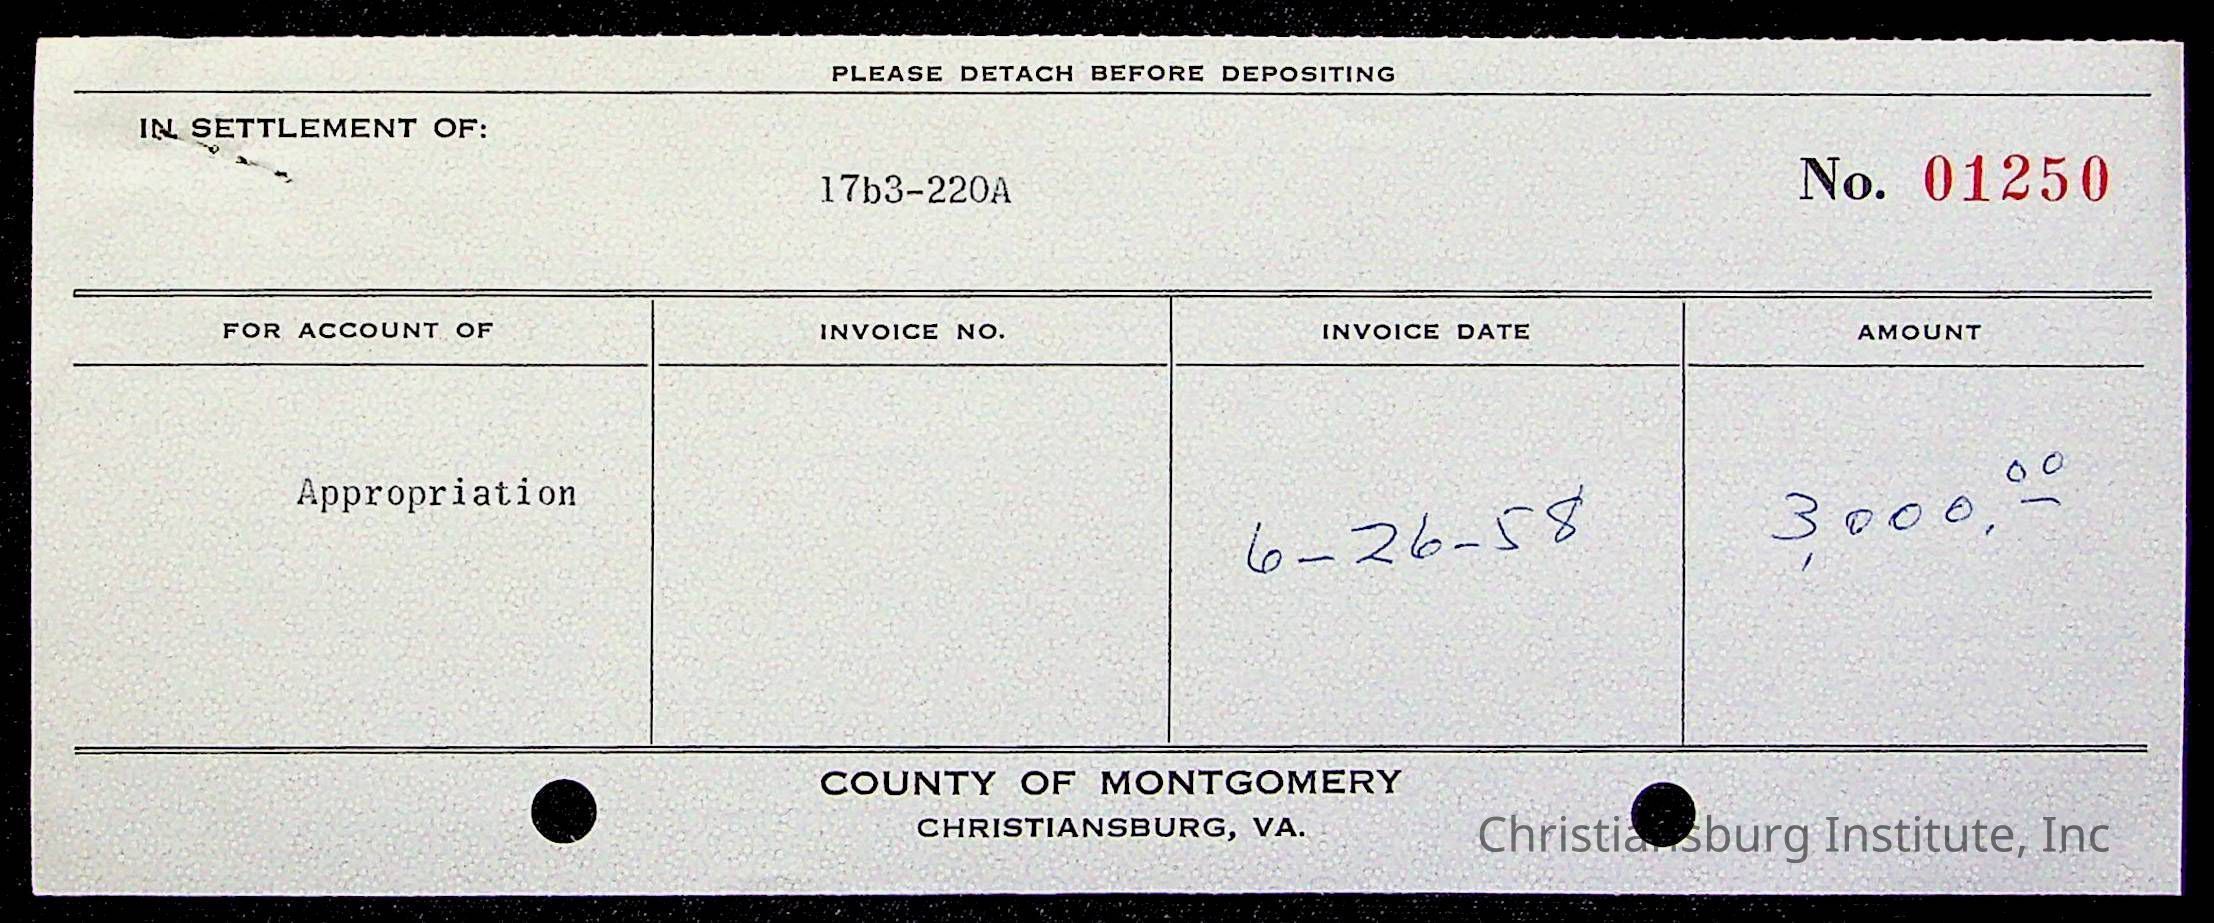 PLEASE DETACH BEFORE DEPOSITING
IN SETTLEMENT OF:
17b3-220A
No. 01250
FOR ACCOUNT OF
INVOICE NO.
INVOICE DATE
AMOUNT
Appropriation
6-26-58
3,000.00
COUNTY OF MONTGOMERY
CHRISTIANSBURG, VA.
Christiansburg Institute, Inc